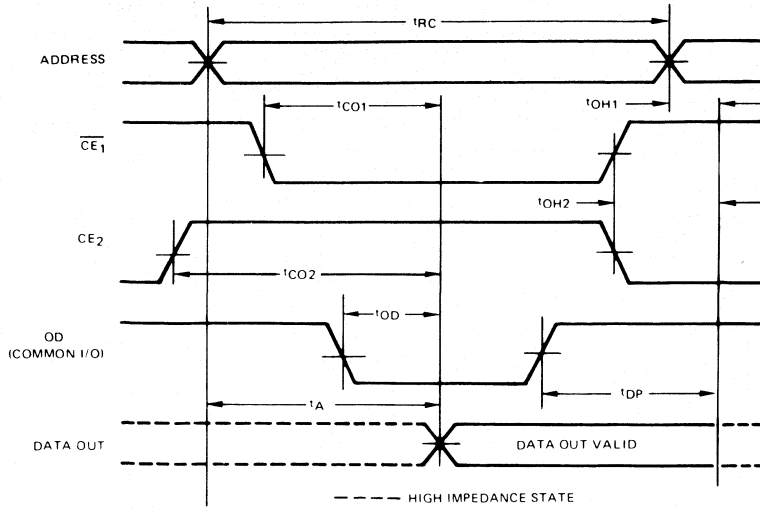 tRC
ADDRESS
tCO1
tOH1
CE1
tOH2
CE2
tCO2
OD
(COMMON I/O)
tOD
tDP
tA
DATA OUT
DATA OUT VALID
HIGH IMPEDANCE STATE